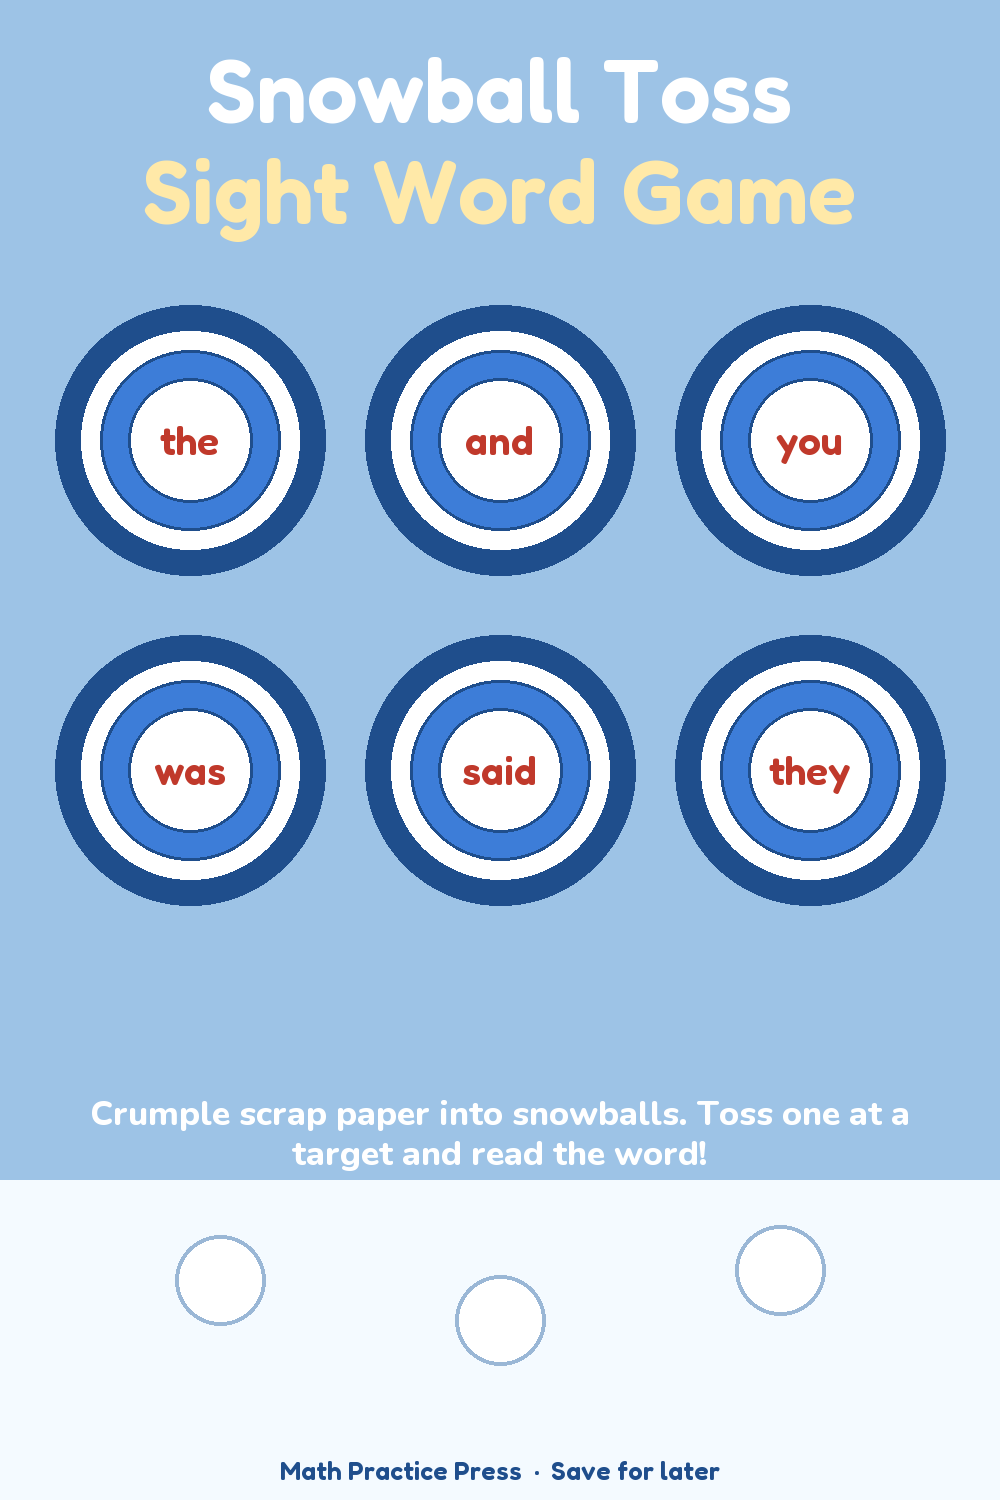 Snowball Toss
Sight Word Game
the
and
you
was
said
they
Crumple scrap paper into snowballs. Toss one at a
target and read the word!
Math Practice Press · Save for later